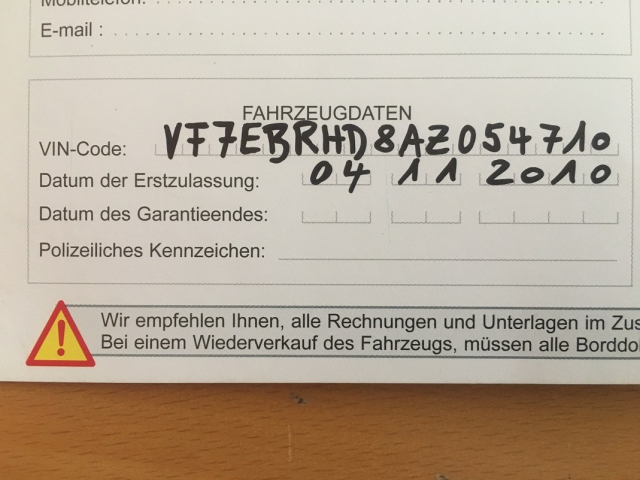 Mobiltelefon:
E-mail :
FAHRZEUGDATEN
VIN-Code: VF7EBRHD8AZ054710
Datum der Erstzulassung: 04 11 2010
Datum des Garantieendes:
Polizeiliches Kennzeichen:
Wir empfehlen Ihnen, alle Rechnungen und Unterlagen im Zus
Bei einem Wiederverkauf des Fahrzeugs, müssen alle Borddo